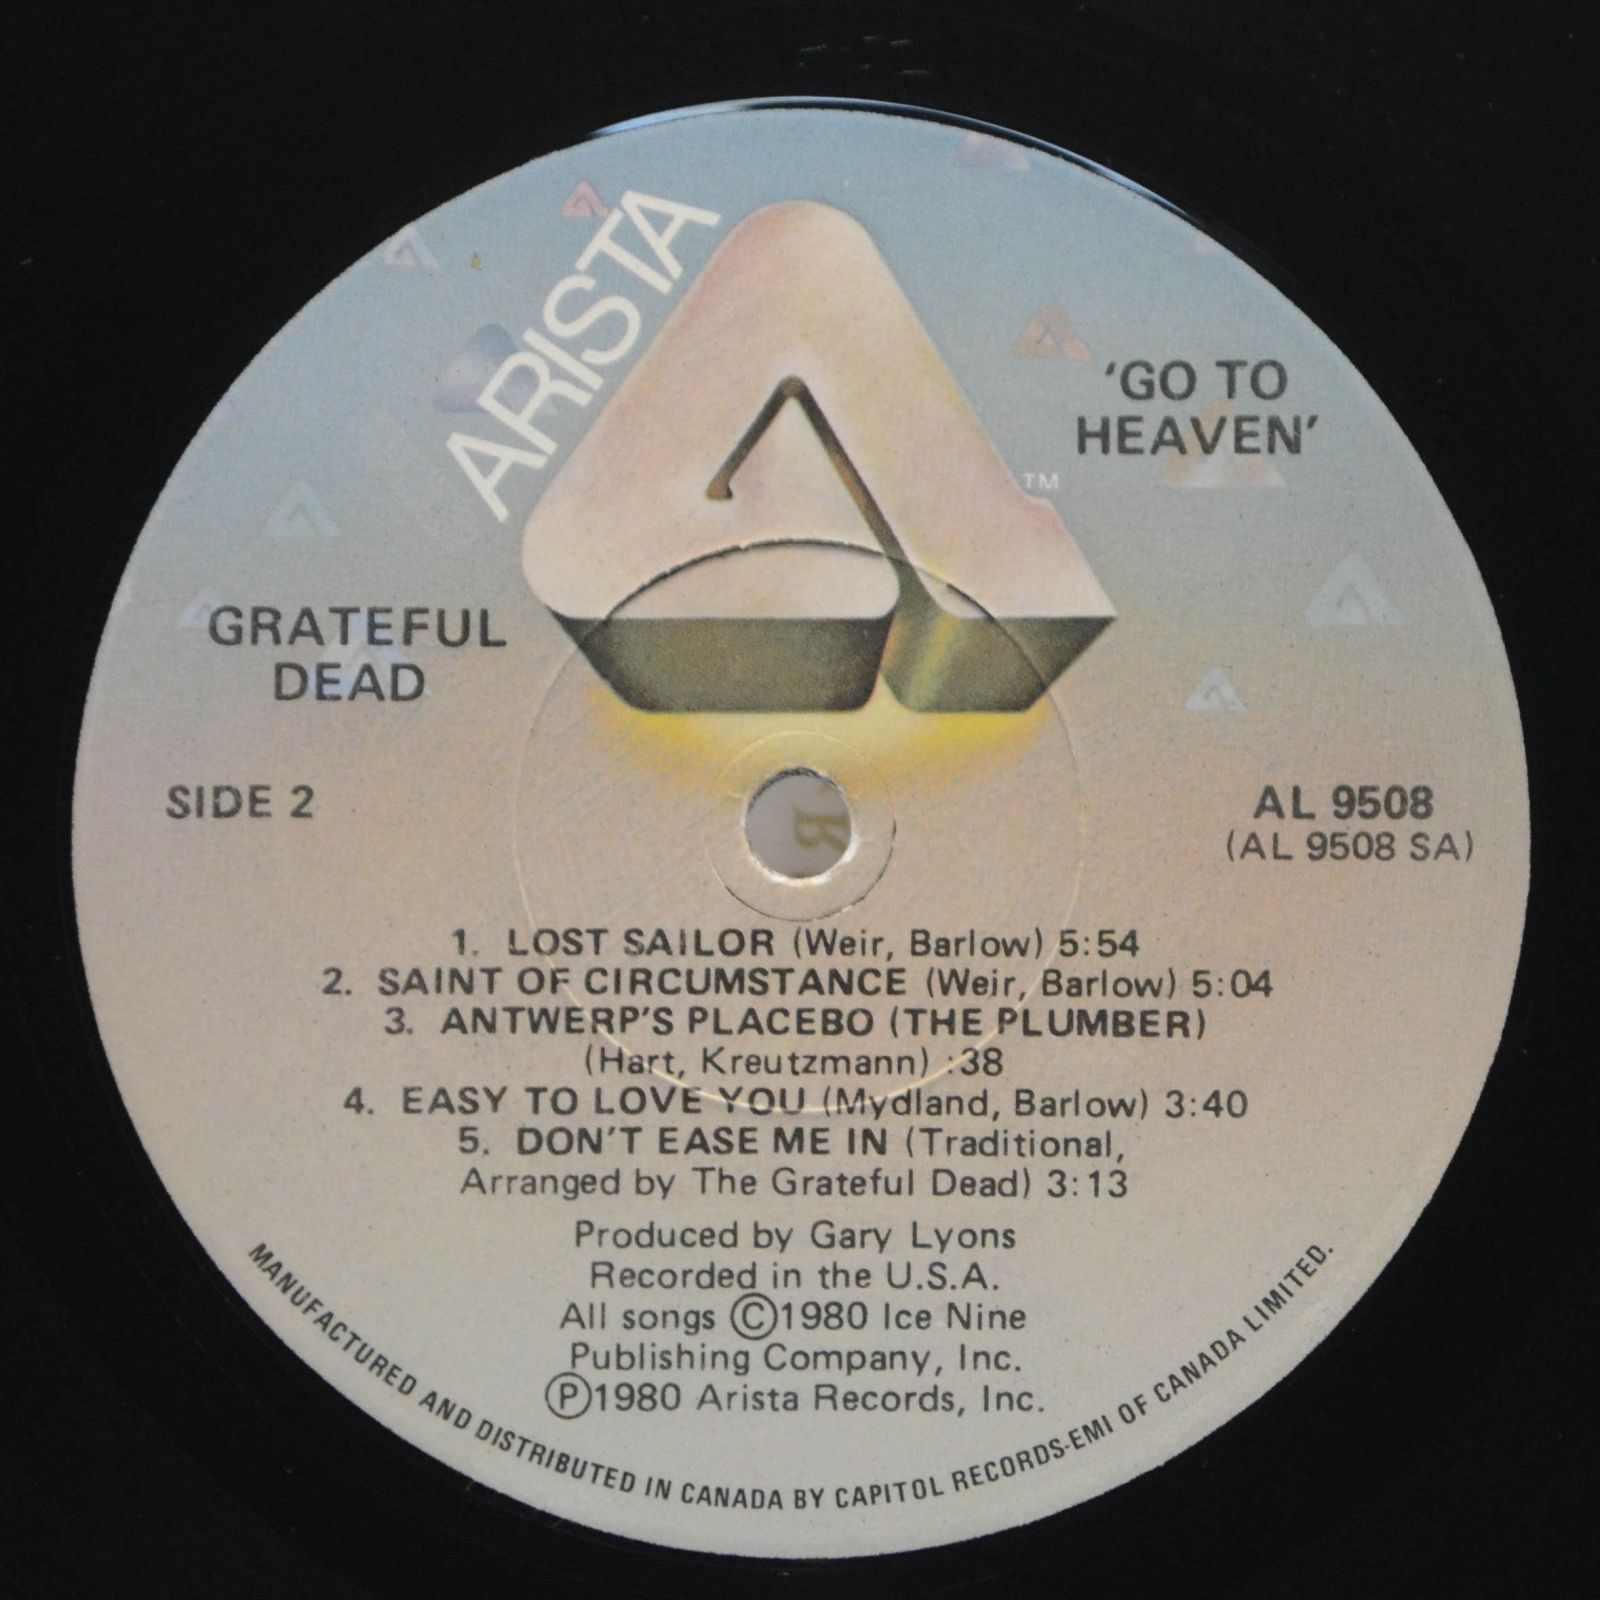 ARISTA
TM
'GO TO
HEAVEN'
GRATEFUL
DEAD
SIDE 2
AL 9508
(AL 9508 SA)
B
1. LOST SAILOR (Weir, Barlow) 5:54
2. SAINT OF CIRCUMSTANCE (Weir, Barlow) 5:04
3. ANTWERP'S PLACEBO (THE PLUMBER)
(Hart, Kreutzmann) :38
4. EASY TO LOVE YOU (Mydland, Barlow) 3:40
5. DON'T EASE ME IN (Traditional,
Arranged by The Grateful Dead) 3:13
Produced by Gary Lyons
Recorded in the U.S.A.
All songs Ⓒ1980 Ice Nine
Publishing Company, Inc.
Ⓟ1980 Arista Records, Inc.
MANUFACTURED AND DISTRIBUTED IN CANADA BY CAPITOL RECORDS-EMI OF CANADA LIMITED.